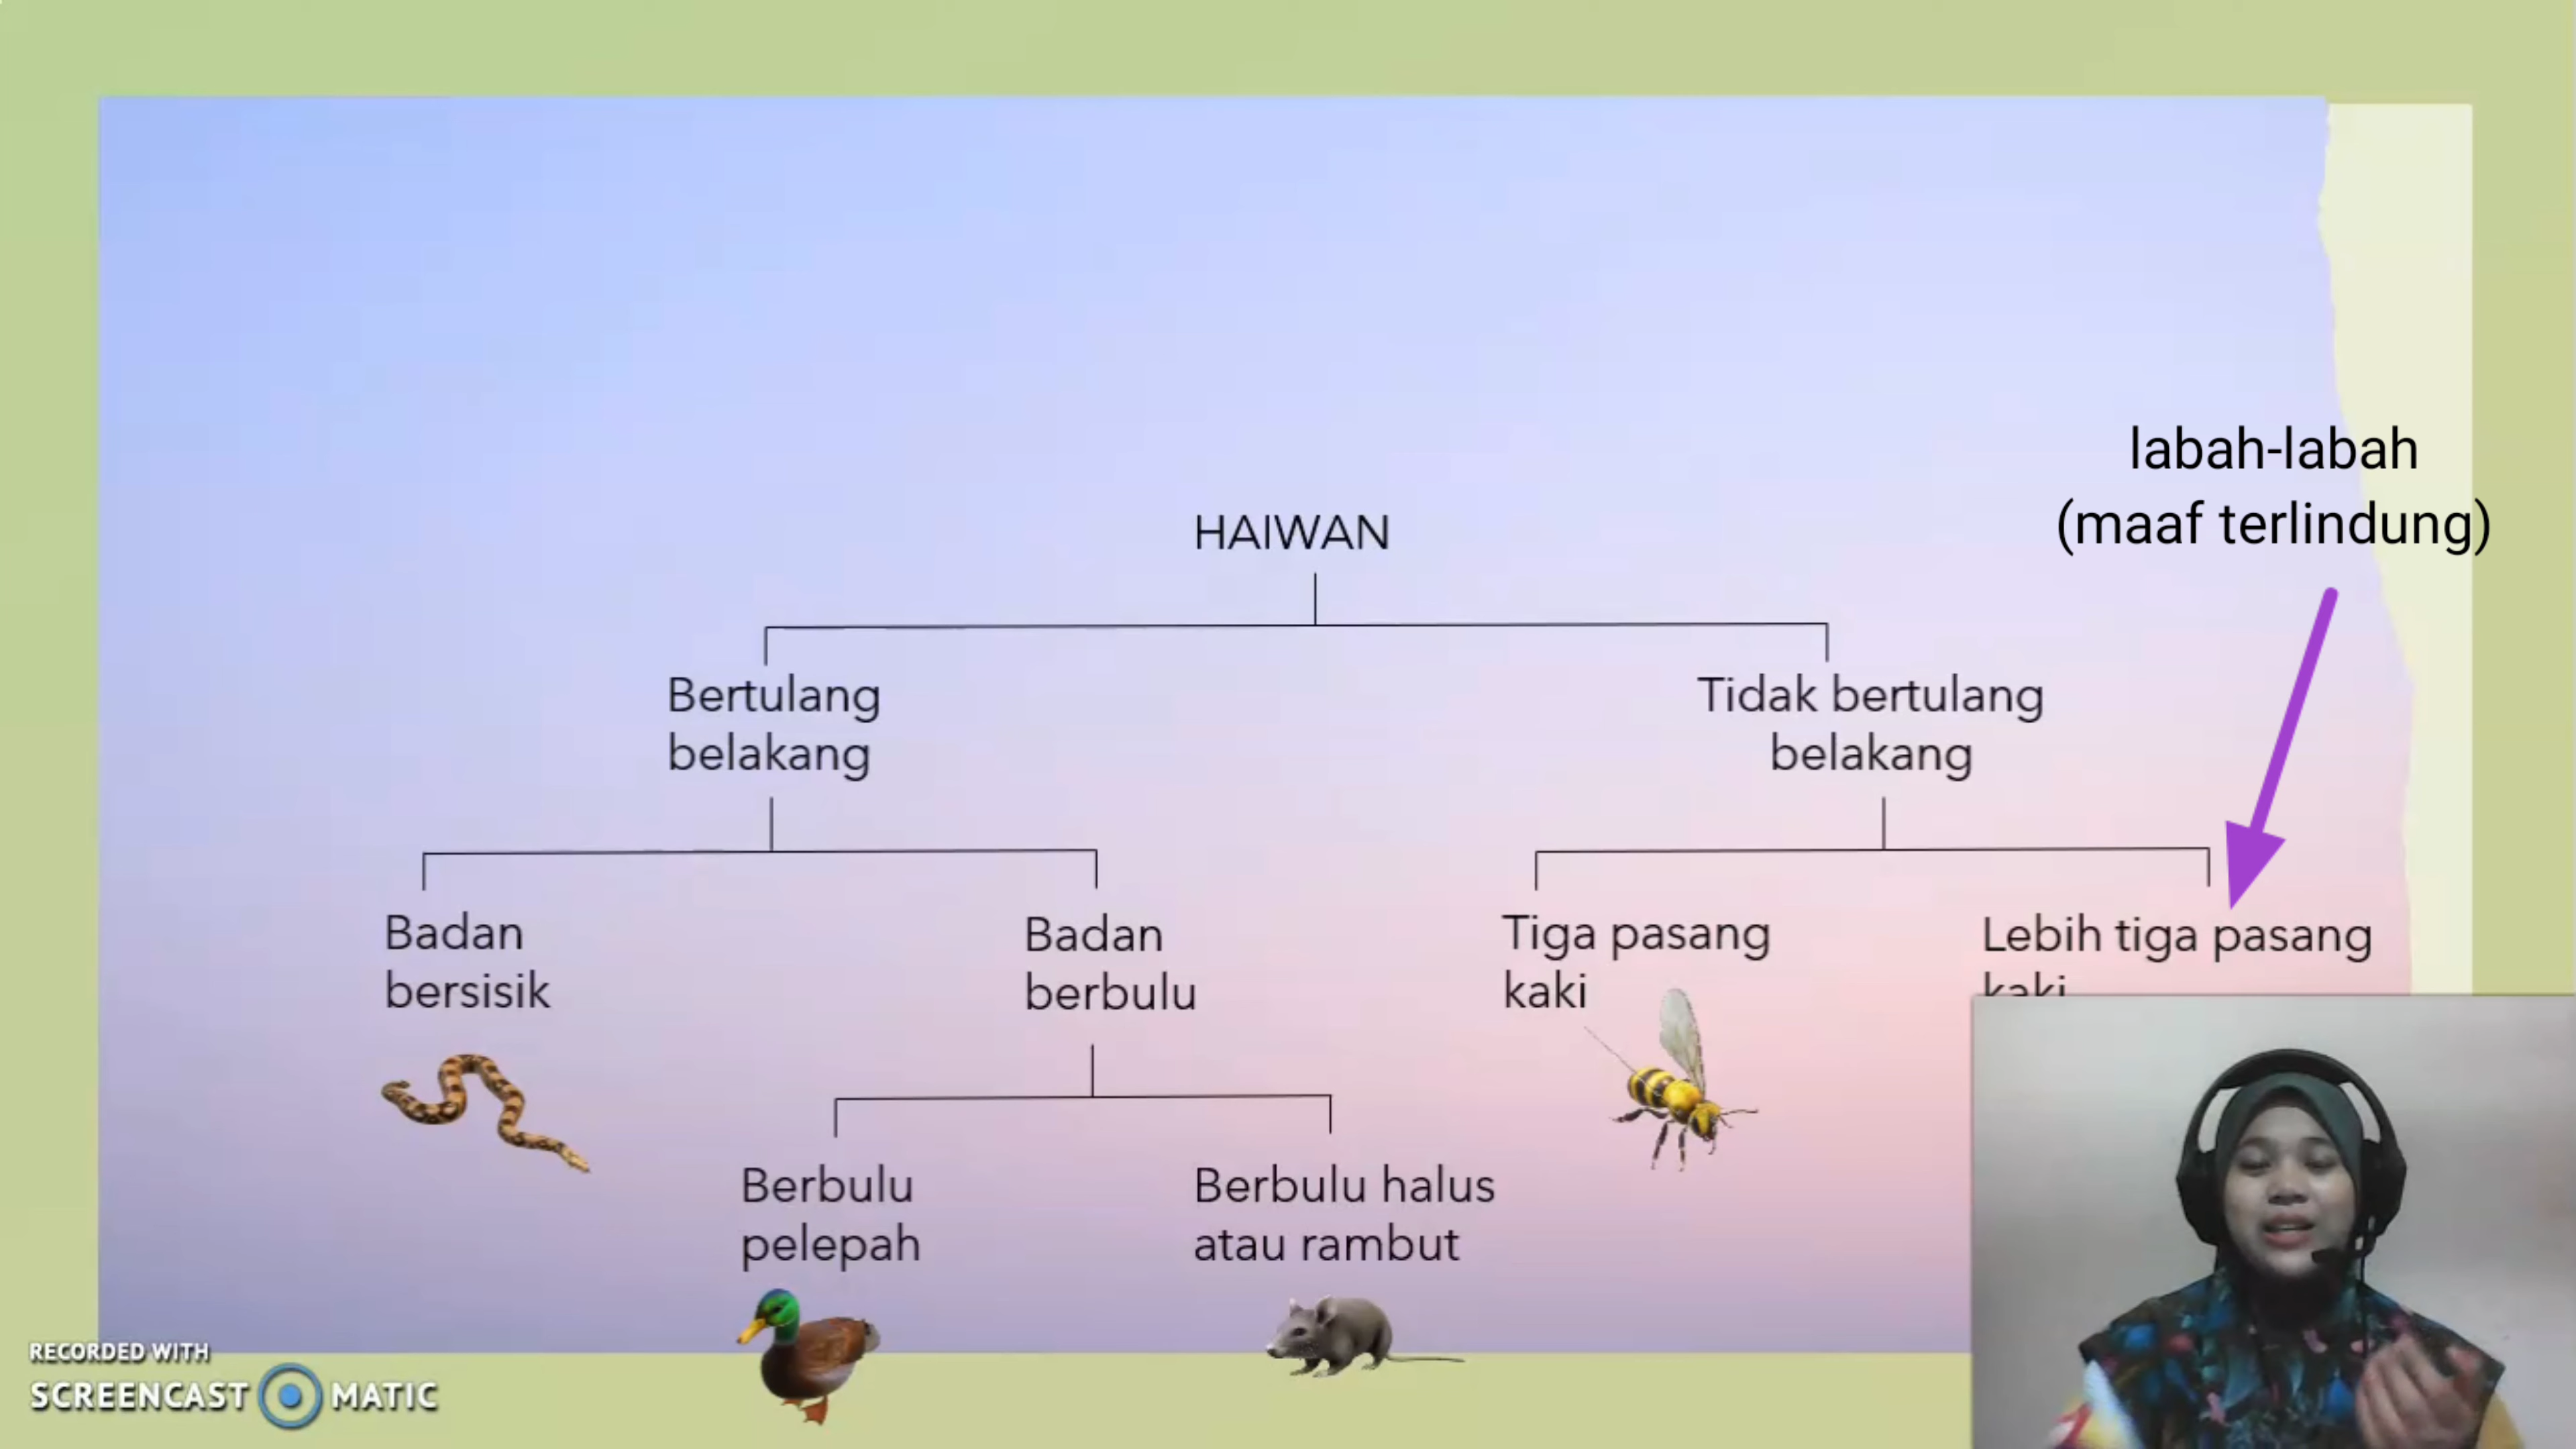 labah-labah
(maaf terlindung)
HAIWAN
Bertulang
belakang
Tidak bertulang
belakang
Badan
bersisik
Badan
berbulu
Tiga pasang
kaki
Lebih tiga pasang
kaki
Berbulu
pelepah
Berbulu halus
atau rambut
RECORDED WITH
SCREENCAST MATIC